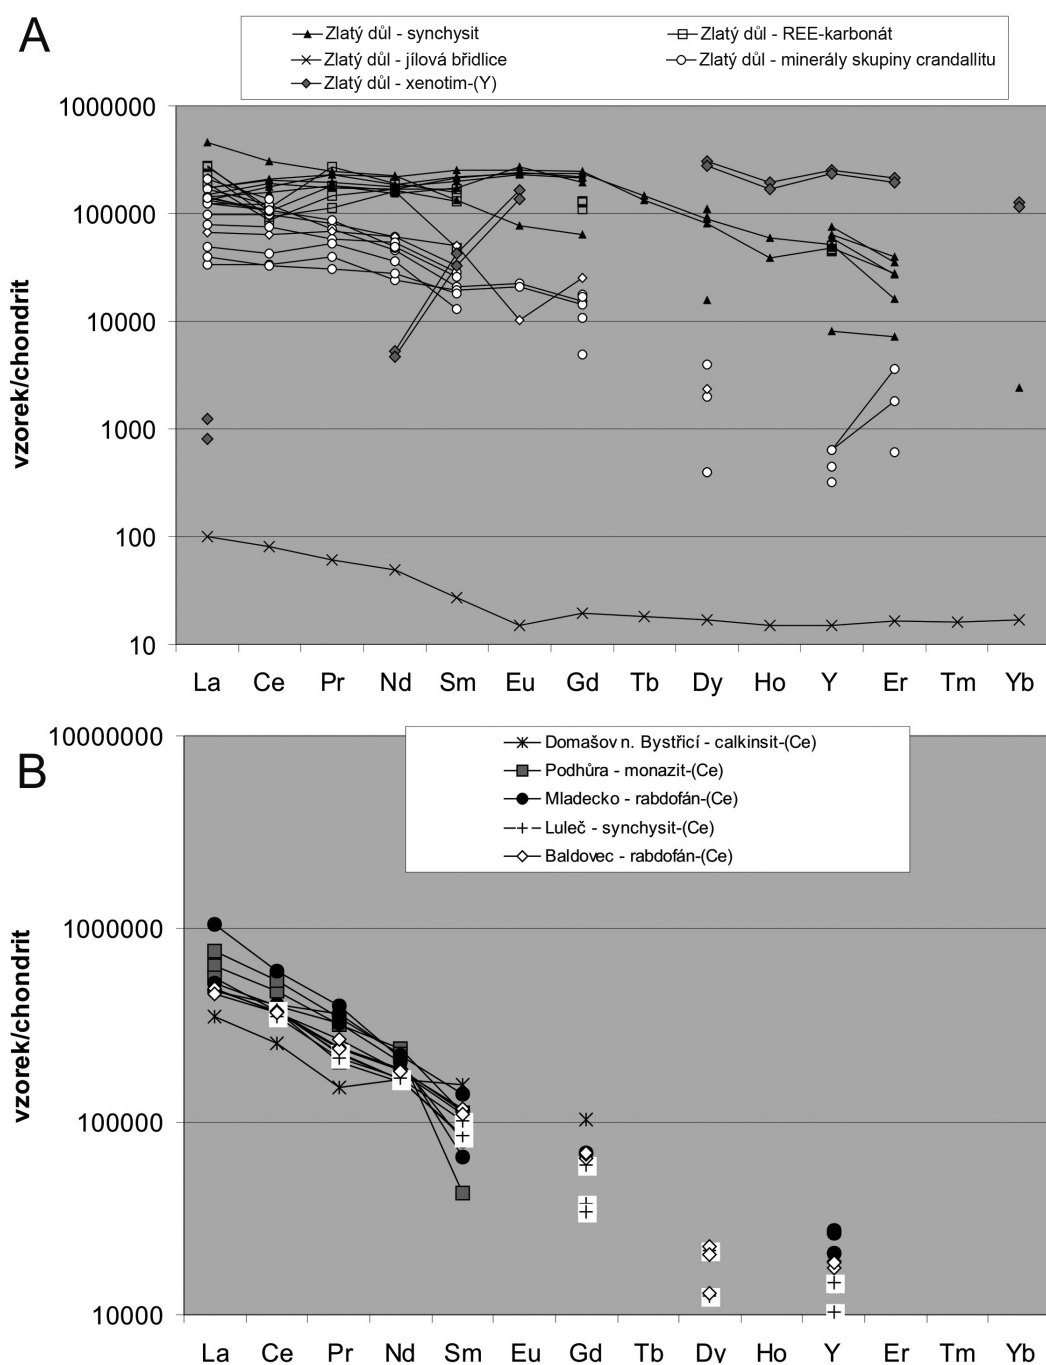 A
Zlatý důl - synchysit
Zlatý důl - REE-karbonát
Zlatý důl - jílová břidlice
Zlatý důl - minerály skupiny crandallitu
Zlatý důl - xenotim-(Y)
vzorek/chondrit
1000000
100000
10000
1000
100
10
La Ce Pr Nd Sm Eu Gd Tb Dy Ho Y Er Tm Yb
B
Domašov n. Bystřicí - calkinsit-(Ce)
Podhůra - monazit-(Ce)
Mladecko - rabdofán-(Ce)
Luleč - synchysit-(Ce)
Baldovec - rabdofán-(Ce)
vzorek/chondrit
10000000
1000000
100000
10000
La Ce Pr Nd Sm Eu Gd Tb Dy Ho Y Er Tm Yb